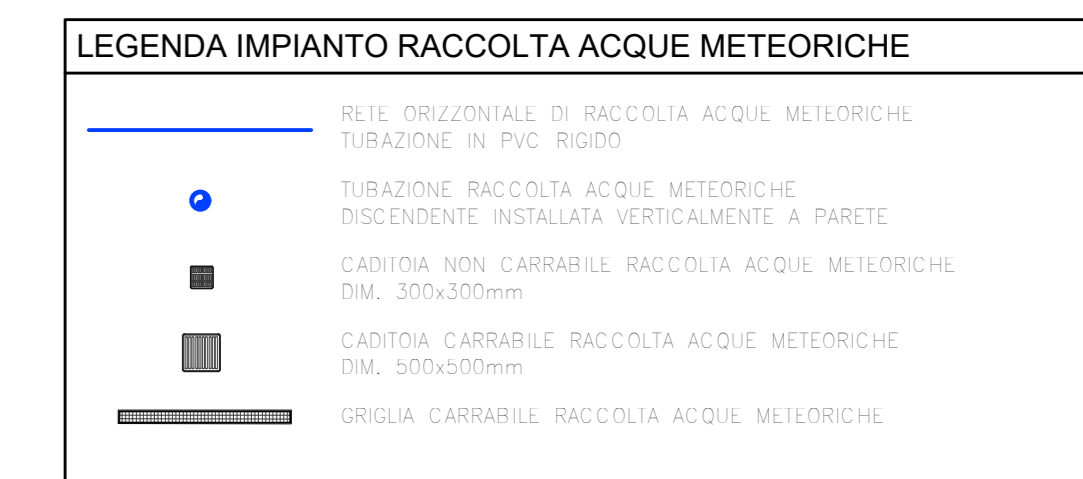 LEGENDA IMPIANTO RACCOLTA ACQUE METEORICHE
RETE ORIZZONTALE DI RACCOLTA ACQUE METEORICHE
TUBAZIONE IN PVC RIGIDO
TUBAZIONE RACCOLTA ACQUE METEORICHE
DISCENDENTE INSTALLATA VERTICALMENTE A PARETE
CADITOIA NON CARRABILE RACCOLTA ACQUE METEORICHE
DIM. 300x300mm
CADITOIA CARRABILE RACCOLTA ACQUE METEORICHE
DIM. 500x500mm
GRIGLIA CARRABILE RACCOLTA ACQUE METEORICHE